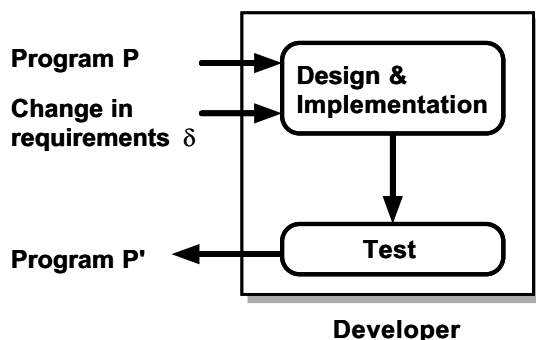 Program P
Change in
requirements δ
Design &
Implementation
Test
Program P'
Developer